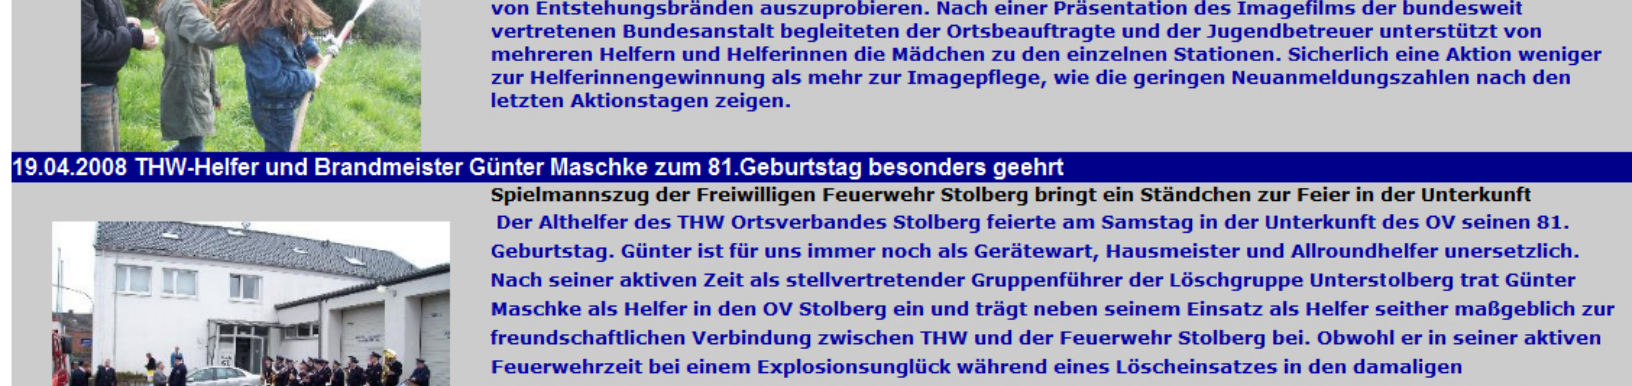 von Entstehungsbränden auszuprobieren. Nach einer Präsentation des Imagefilms der bundesweit
vertretenen Bundesanstalt begleiteten der Ortsbeauftragte und der Jugendbetreuer unterstützt von
mehreren Helfern und Helferinnen die Mädchen zu den einzelnen Stationen. Sicherlich eine Aktion weniger
zur Helferinnengewinnung als mehr zur Imagepflege, wie die geringen Neuanmeldungszahlen nach den
letzten Aktionstagen zeigen.
19.04.2008 THW-Helfer und Brandmeister Günter Maschke zum 81.Geburtstag besonders geehrt
Spielmannszug der Freiwilligen Feuerwehr Stolberg bringt ein Ständchen zur Feier in der Unterkunft
Der Althelfer des THW Ortsverbandes Stolberg feierte am Samstag in der Unterkunft des OV seinen 81.
Geburtstag. Günter ist für uns immer noch als Gerätewart, Hausmeister und Allroundhelfer unersetzlich.
Nach seiner aktiven Zeit als stellvertretender Gruppenführer der Löschgruppe Unterstolberg trat Günter
Maschke als Helfer in den OV Stolberg ein und trägt neben seinem Einsatz als Helfer seither maßgeblich zur
freundschaftlichen Verbindung zwischen THW und der Feuerwehr Stolberg bei. Obwohl er in seiner aktiven
Feuerwehrzeit bei einem Explosionsunglück während eines Löscheinsatzes in den damaligen